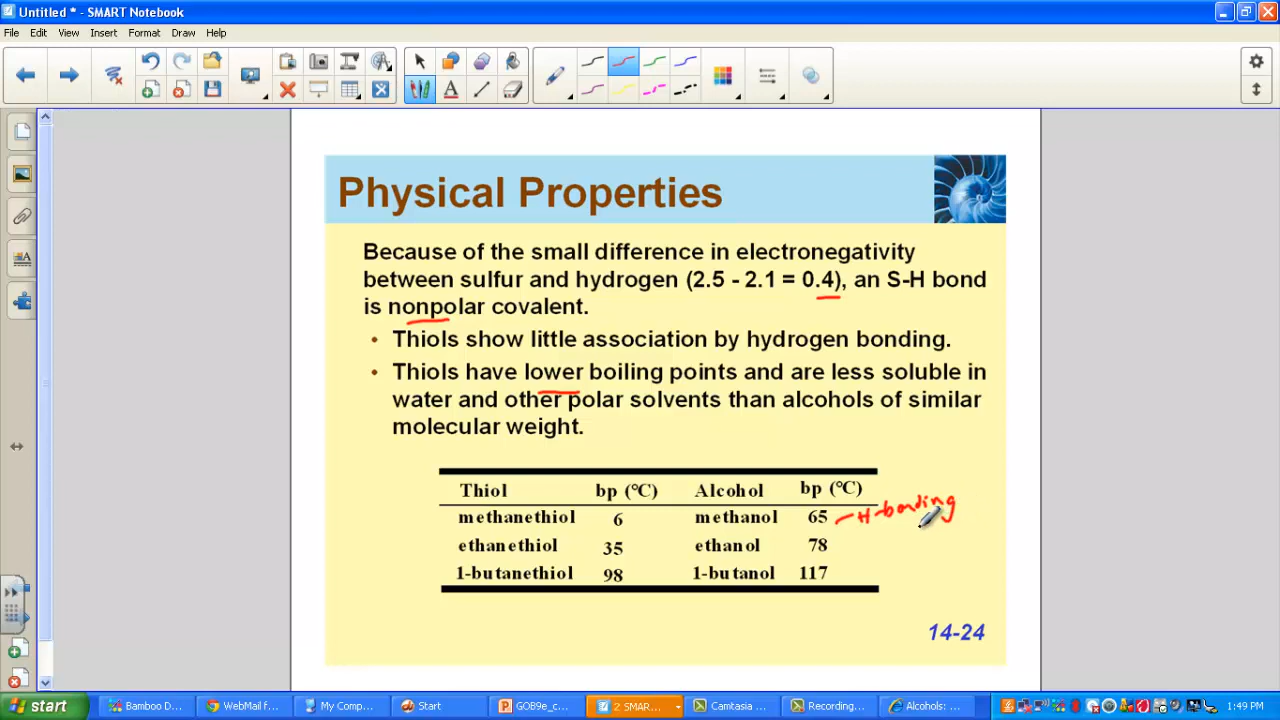 Untitled * - SMART Notebook
File Edit View Insert Format Draw Help
Physical Properties
Because of the small difference in electronegativity
between sulfur and hydrogen (2.5 - 2.1 = 0.4), an S-H bond
is nonpolar covalent.
• Thiols show little association by hydrogen bonding.
• Thiols have lower boiling points and are less soluble in
water and other polar solvents than alcohols of similar
molecular weight.
Thiol bp (°C) Alcohol bp (°C)
methanethiol 6 methanol 65 – H-bonding
ethanethiol 35 ethanol 78
1-butanethiol 98 1-butanol 117
14-24
start Bamboo D... WebMail f... My Comp... Start GOB9e_c... 2 SMAR... Camtasia ... Recording... Alcohols: ... 1:49 PM